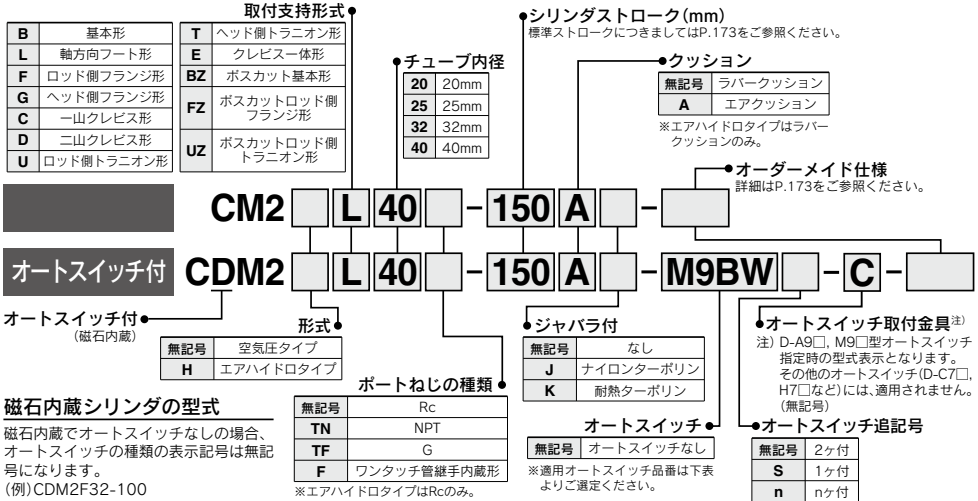 取付支持形式
B 基本形
L 軸方向フート形
F ロッド側フランジ形
G ヘッド側フランジ形
C 一山クレビス形
D 二山クレビス形
U ロッド側トラニオン形
T ヘッド側トラニオン形
E クレビス一体形
BZ ボスカット基本形
FZ ボスカットロッド側
フランジ形
UZ ボスカットロッド側
トラニオン形
チューブ内径
20 20mm
25 25mm
32 32mm
40 40mm
シリンダストローク(mm)
標準ストロークにつきましてはP.173をご参照ください。
クッション
無記号 ラバークッション
A エアクッション
※エアハイドロタイプはラバー
クッションのみ。
オーダーメイド仕様
詳細はP.173をご参照ください。
CM2 L 40 - 150 A -
オートスイッチ付 CDM2 L 40 - 150 A - M9BW - C -
オートスイッチ付
(磁石内蔵)
形式
無記号 空気圧タイプ
H エアハイドロタイプ
磁石内蔵シリンダの型式
磁石内蔵でオートスイッチなしの場合、
オートスイッチの種類の表示記号は無記
号になります。
(例)CDM2F32-100
ポートねじの種類
無記号 Rc
TN NPT
TF G
F ワンタッチ管継手内蔵形
※エアハイドロタイプはRcのみ。
ジャバラ付
無記号 なし
J ナイロンターポリン
K 耐熱ターポリン
オートスイッチ
無記号 オートスイッチなし
※適用オートスイッチ品番は下表
よりご選定ください。
オートスイッチ取付金具注)
注) D-A9□, M9□型オートスイッチ
指定時の型式表示となります。
その他のオートスイッチ(D-C7□,
H7□など)には、適用されません。
(無記号)
オートスイッチ追記号
無記号 2ヶ付
S 1ヶ付
n nヶ付